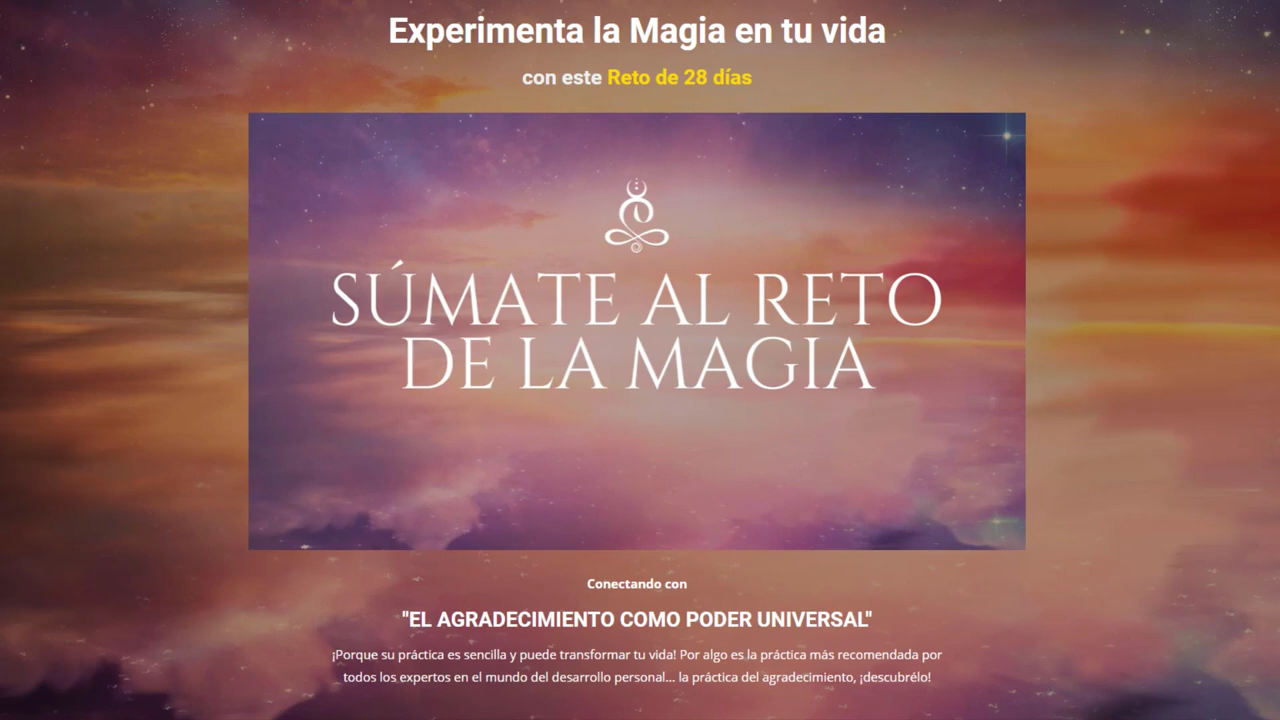 Experimenta la Magia en tu vida
con este Reto de 28 días
SÚMATE AL RETO
DE LA MAGIA
Conectando con
"EL AGRADECIMIENTO COMO PODER UNIVERSAL"
¡Porque su práctica es sencilla y puede transformar tu vida! Por algo es la práctica más recomendada por
todos los expertos en el mundo del desarrollo personal... la práctica del agradecimiento, ¡descubrélo!